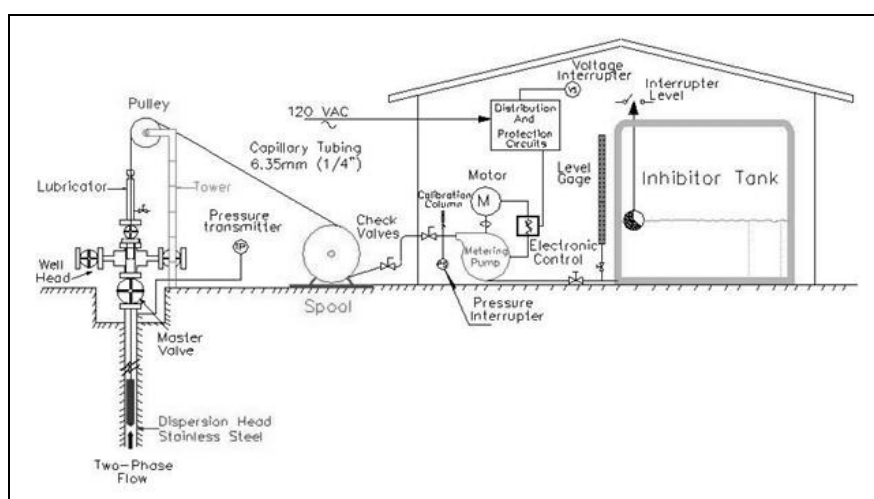 Pulley
Lubricator
Tower
Well
Head
Master
Valve
Dispersion Head
Stainless Steel
Two-Phase
Flow
Pressure
transmitter
TP
120 VAC
Capillary Tubing
6.35mm (1/4")
Spool
Check
Valves
Calibration
Column
Motor
M
Metering
Pump
Electronic
Control
Pressure
Interrupter
Distribution
And
Protection
Circuits
Voltage
Interrupter
Interrupter
Level
Level
Gage
Inhibitor Tank